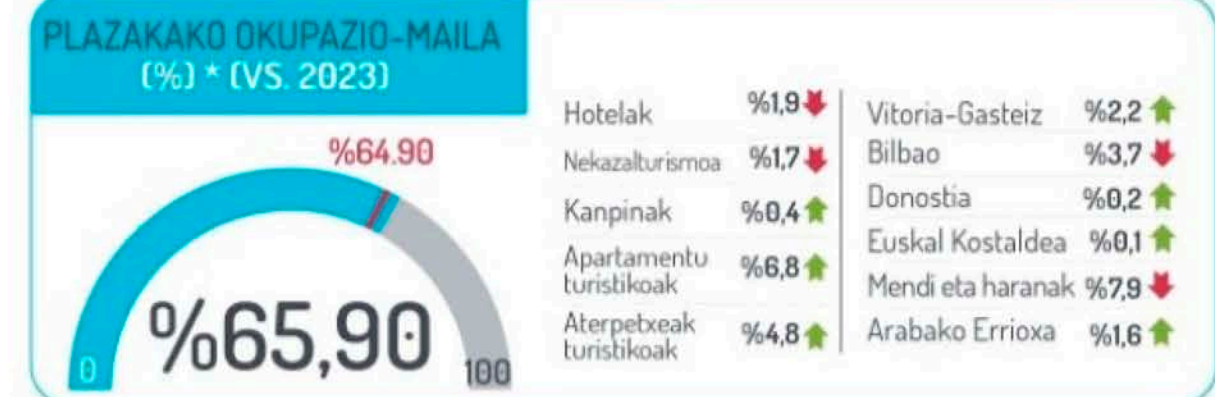 PLAZAKAKO OKUPAZIO-MAILA
(%) * (VS. 2023)
%64.90
%65,90
0
100
Hotelak %1,9
Nekazalturismoa %1,7
Kanpinak %0,4
Apartamentu
turistikoak %6,8
Aterpetxeak
turistikoak %4,8
Vitoria-Gasteiz %2,2
Bilbao %3,7
Donostia %0,2
Euskal Kostaldea %0,1
Mendi eta haranak %7,9
Arabako Errioxa %1,6